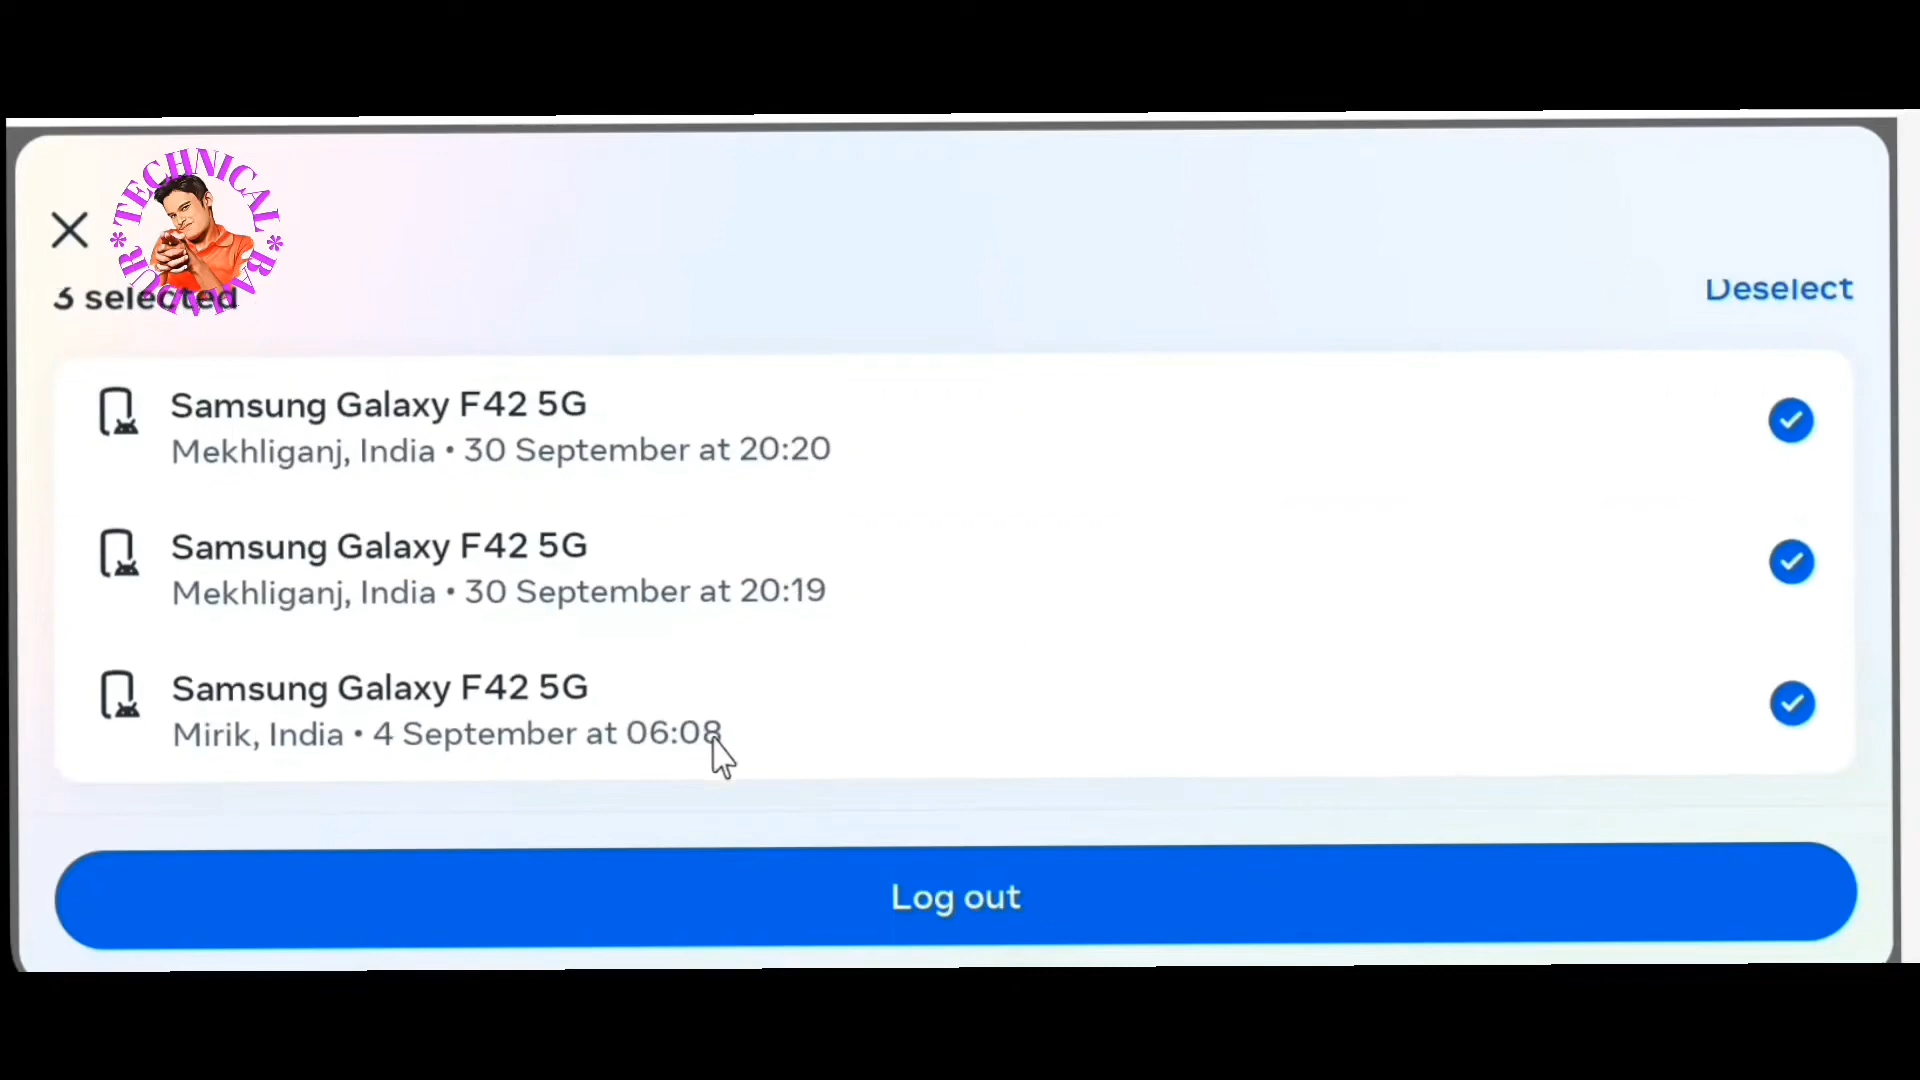 *TECHNICAL BAHADUR*
3 selected
Deselect
Samsung Galaxy F42 5G
Mekhliganj, India • 30 September at 20:20
Samsung Galaxy F42 5G
Mekhliganj, India • 30 September at 20:19
Samsung Galaxy F42 5G
Mirik, India • 4 September at 06:08
Log out